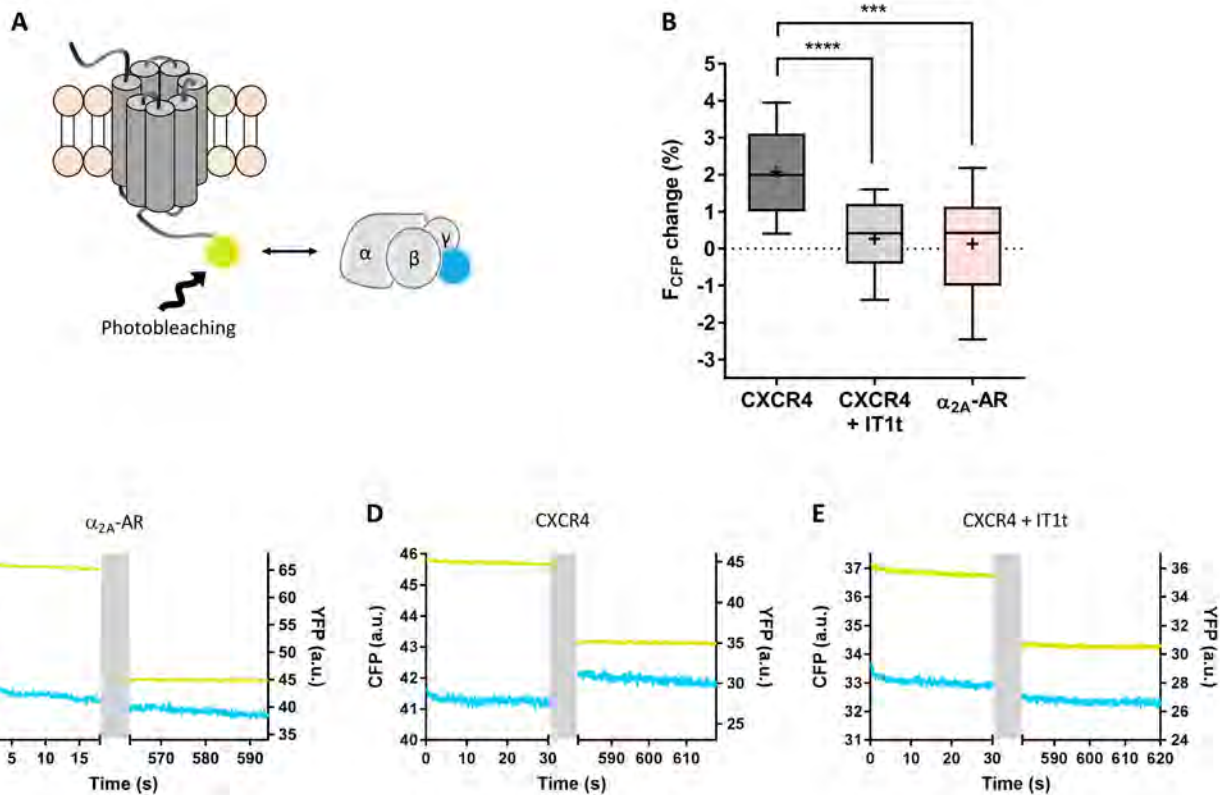 A
α
β
γ
Photobleaching
B
***
****
F_CFP change (%)
5
4
3
2
1
0
-1
-2
-3
CXCR4
CXCR4
+ IT1t
α2A-AR
α2A-AR
65
60
55
50
45
40
35
YFP (a.u.)
5 10 15 570 580 590
Time (s)
D
CXCR4
CFP (a.u.)
46
45
44
43
42
41
40
45
40
35
30
25
YFP (a.u.)
0 10 20 30 590 600 610
Time (s)
E
CXCR4 + IT1t
CFP (a.u.)
37
36
35
34
33
32
31
36
34
32
30
28
26
24
YFP (a.u.)
0 10 20 30 590 600 610 620
Time (s)